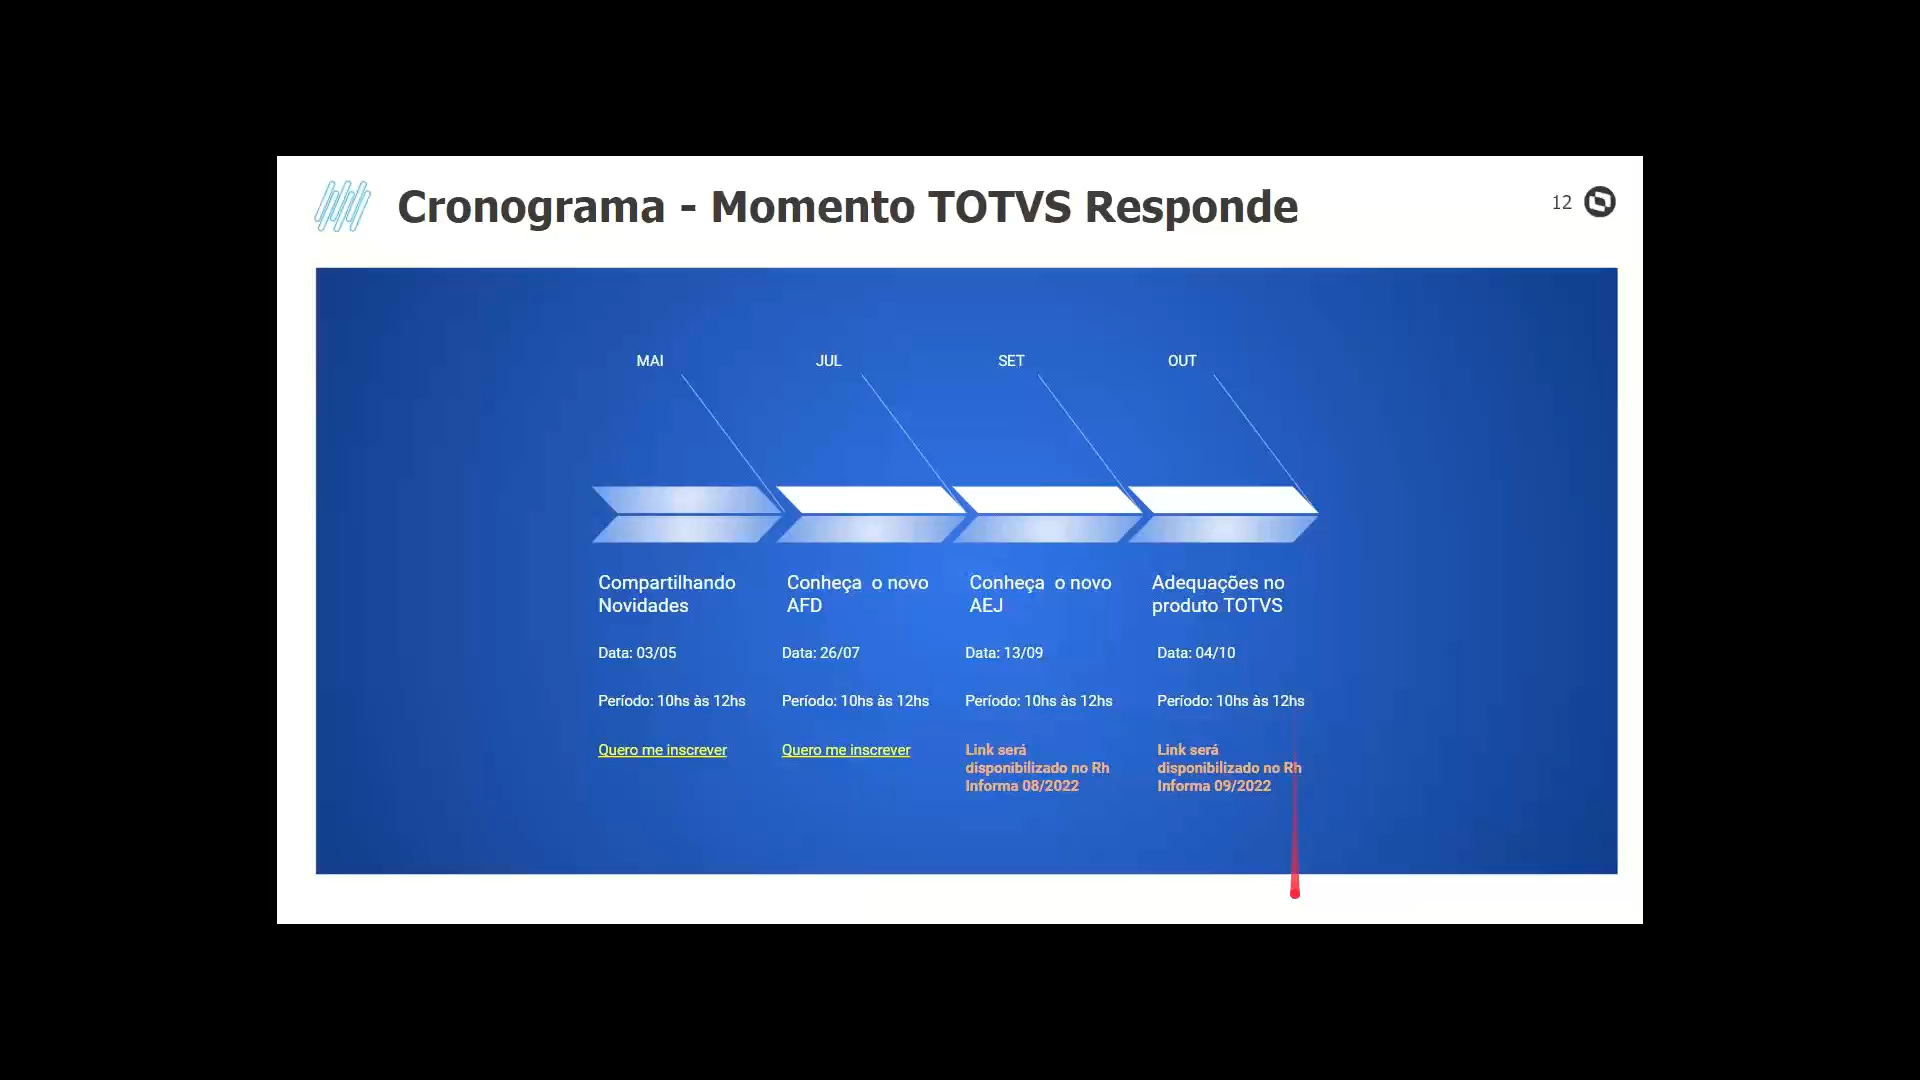 Cronograma - Momento TOTVS Responde
12
MAI
JUL
SET
OUT
Compartilhando
Novidades
Data: 03/05
Período: 10hs às 12hs
Quero me inscrever
Conheça  o novo
AFD
Data: 26/07
Período: 10hs às 12hs
Quero me inscrever
Conheça  o novo
AEJ
Data: 13/09
Período: 10hs às 12hs
Link será
disponibilizado no Rh
Informa 08/2022
Adequações no
produto TOTVS
Data: 04/10
Período: 10hs às 12hs
Link será
disponibilizado no Rh
Informa 09/2022